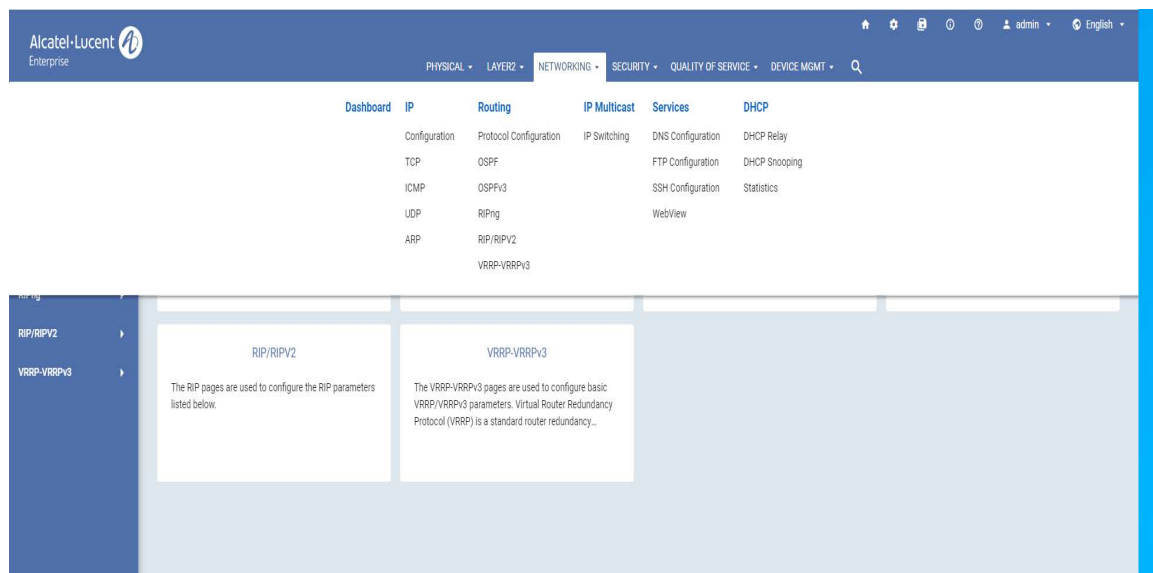 Alcatel·Lucent
Enterprise
admin
English
PHYSICAL LAYER2 NETWORKING SECURITY QUALITY OF SERVICE DEVICE MGMT
Dashboard
IP
Configuration
TCP
ICMP
UDP
ARP
Routing
Protocol Configuration
OSPF
OSPFv3
RIPng
RIP/RIPV2
VRRP-VRRPv3
IP Multicast
IP Switching
Services
DNS Configuration
FTP Configuration
SSH Configuration
WebView
DHCP
DHCP Relay
DHCP Snooping
Statistics
RIPng
RIP/RIPV2
VRRP-VRRPv3
RIP/RIPV2
The RIP pages are used to configure the RIP parameters
listed below.
VRRP-VRRPv3
The VRRP-VRRPv3 pages are used to configure basic
VRRP/VRRPv3 parameters. Virtual Router Redundancy
Protocol (VRRP) is a standard router redundancy...